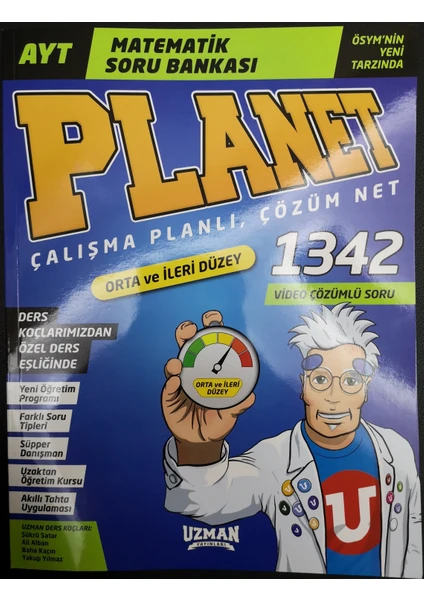 AYT
MATEMATİK
SORU BANKASI
ÖSYM'NİN
YENİ
TARZINDA
PLANET
ÇALIŞMA PLANLI, ÇÖZÜM NET
ORTA ve İLERİ DÜZEY
1342
VİDEO ÇÖZÜMLÜ SORU
DERS
KOÇLARIMIZDAN
ÖZEL DERS
EŞLİĞİNDE
ORTA ve İLERİ
DÜZEY
Yeni Öğretim
Programı
Farklı Soru
Tipleri
Süpper
Danışman
Uzaktan
Öğretim Kursu
Akıllı Tahta
Uygulaması
U
UZMAN DERS KOÇLARI:
Şükrü Satar
Ali Alban
Baha Kaçın
Yakup Yılmaz
UZMAN
YAYINLARI